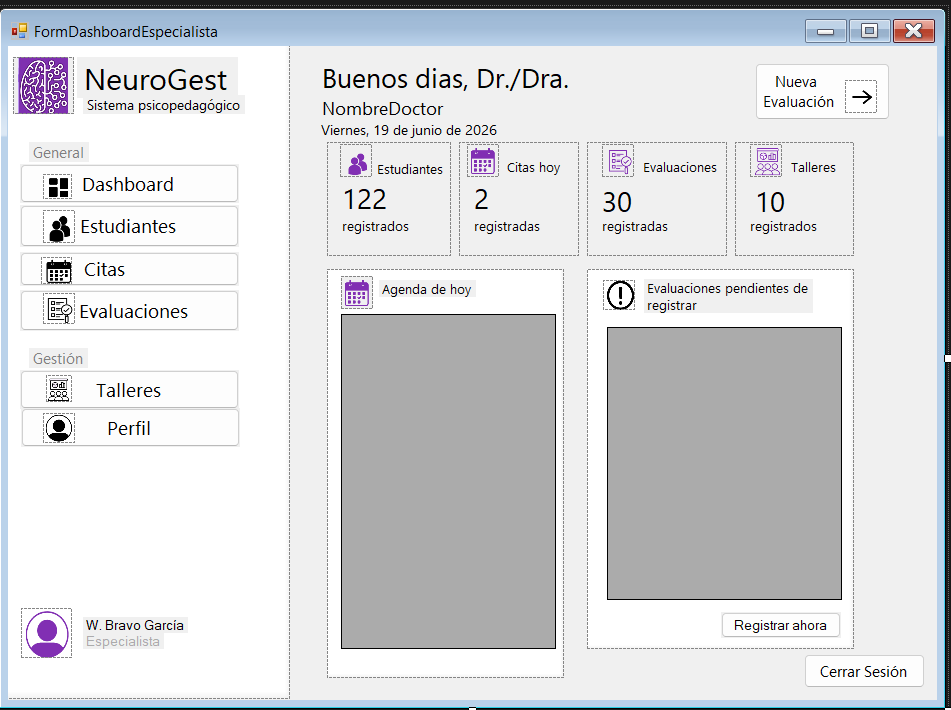 FormDashboardEspecialista
NeuroGest
Sistema psicopedagógico
General
Dashboard
Estudiantes
Citas
Evaluaciones
Gestión
Talleres
Perfil
W. Bravo García
Especialista
Buenos dias, Dr./Dra.
NombreDoctor
Viernes, 19 de junio de 2026
Nueva
Evaluación
Estudiantes
122
registrados
Citas hoy
2
registradas
Evaluaciones
30
registradas
Talleres
10
registrados
Agenda de hoy
Evaluaciones pendientes de
registrar
Registrar ahora
Cerrar Sesión